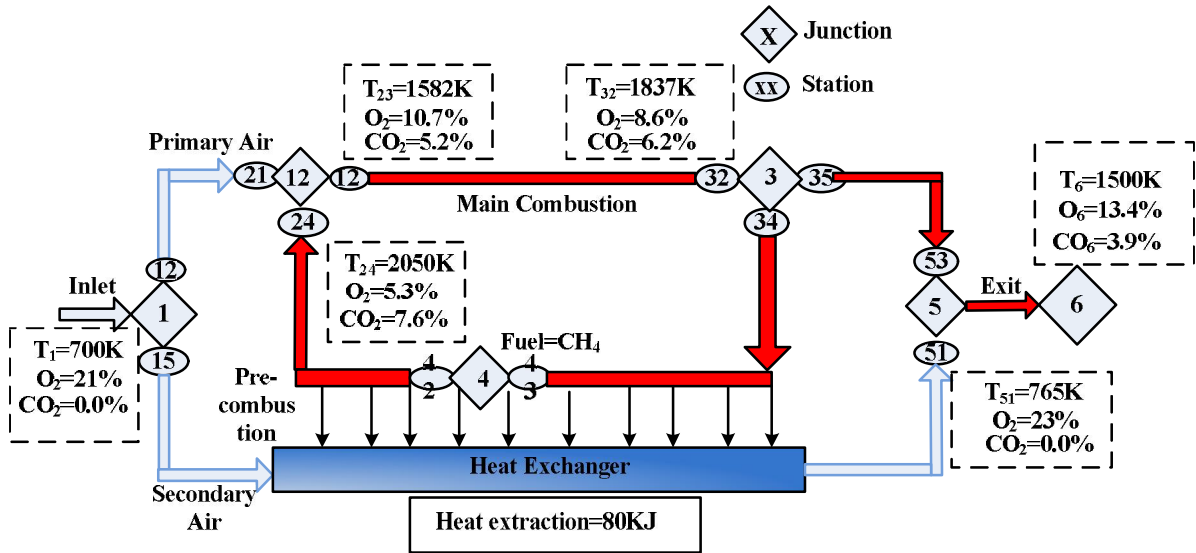 X
Junction
xx
Station
T₂₃=1582K
O₂=10.7%
CO₂=5.2%
T₃₂=1837K
O₂=8.6%
CO₂=6.2%
Primary Air
21
12
12
Main Combustion
32
3
35
24
34
T₆=1500K
O₆=13.4%
CO₆=3.9%
T₂₄=2050K
O₂=5.3%
CO₂=7.6%
12
Inlet
1
15
53
5
Exit
6
51
T₁=700K
O₂=21%
CO₂=0.0%
Fuel=CH₄
4
2
4
4
3
Pre-
combus
tion
T₅₁=765K
O₂=23%
CO₂=0.0%
Heat Exchanger
Secondary
Air
Heat extraction=80KJ